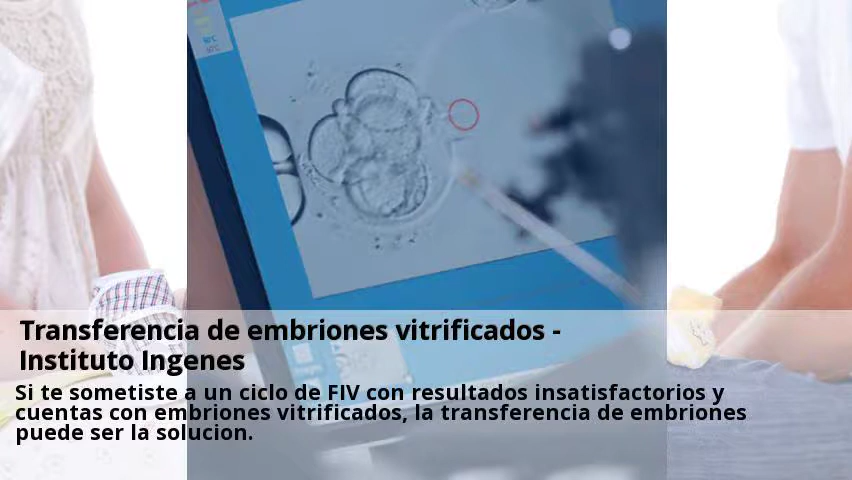 Transferencia de embriones vitrificados -
Instituto Ingenes
Si te sometiste a un ciclo de FIV con resultados insatisfactorios y
cuentas con embriones vitrificados, la transferencia de embriones
puede ser la solucion.